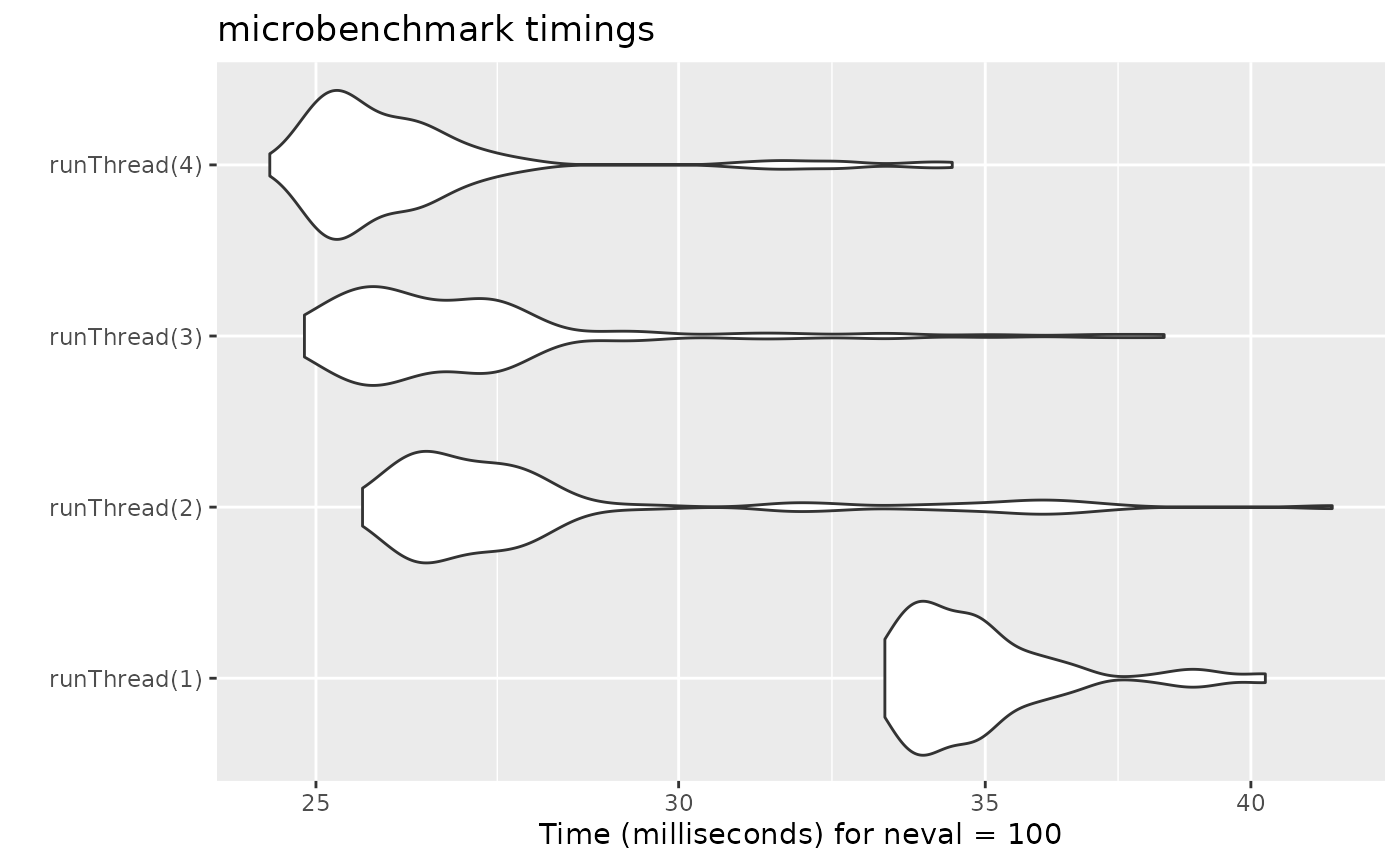 microbenchmark timings
runThread(4)
runThread(3)
runThread(2)
runThread(1)
25 30 35 40
Time (milliseconds) for neval = 100